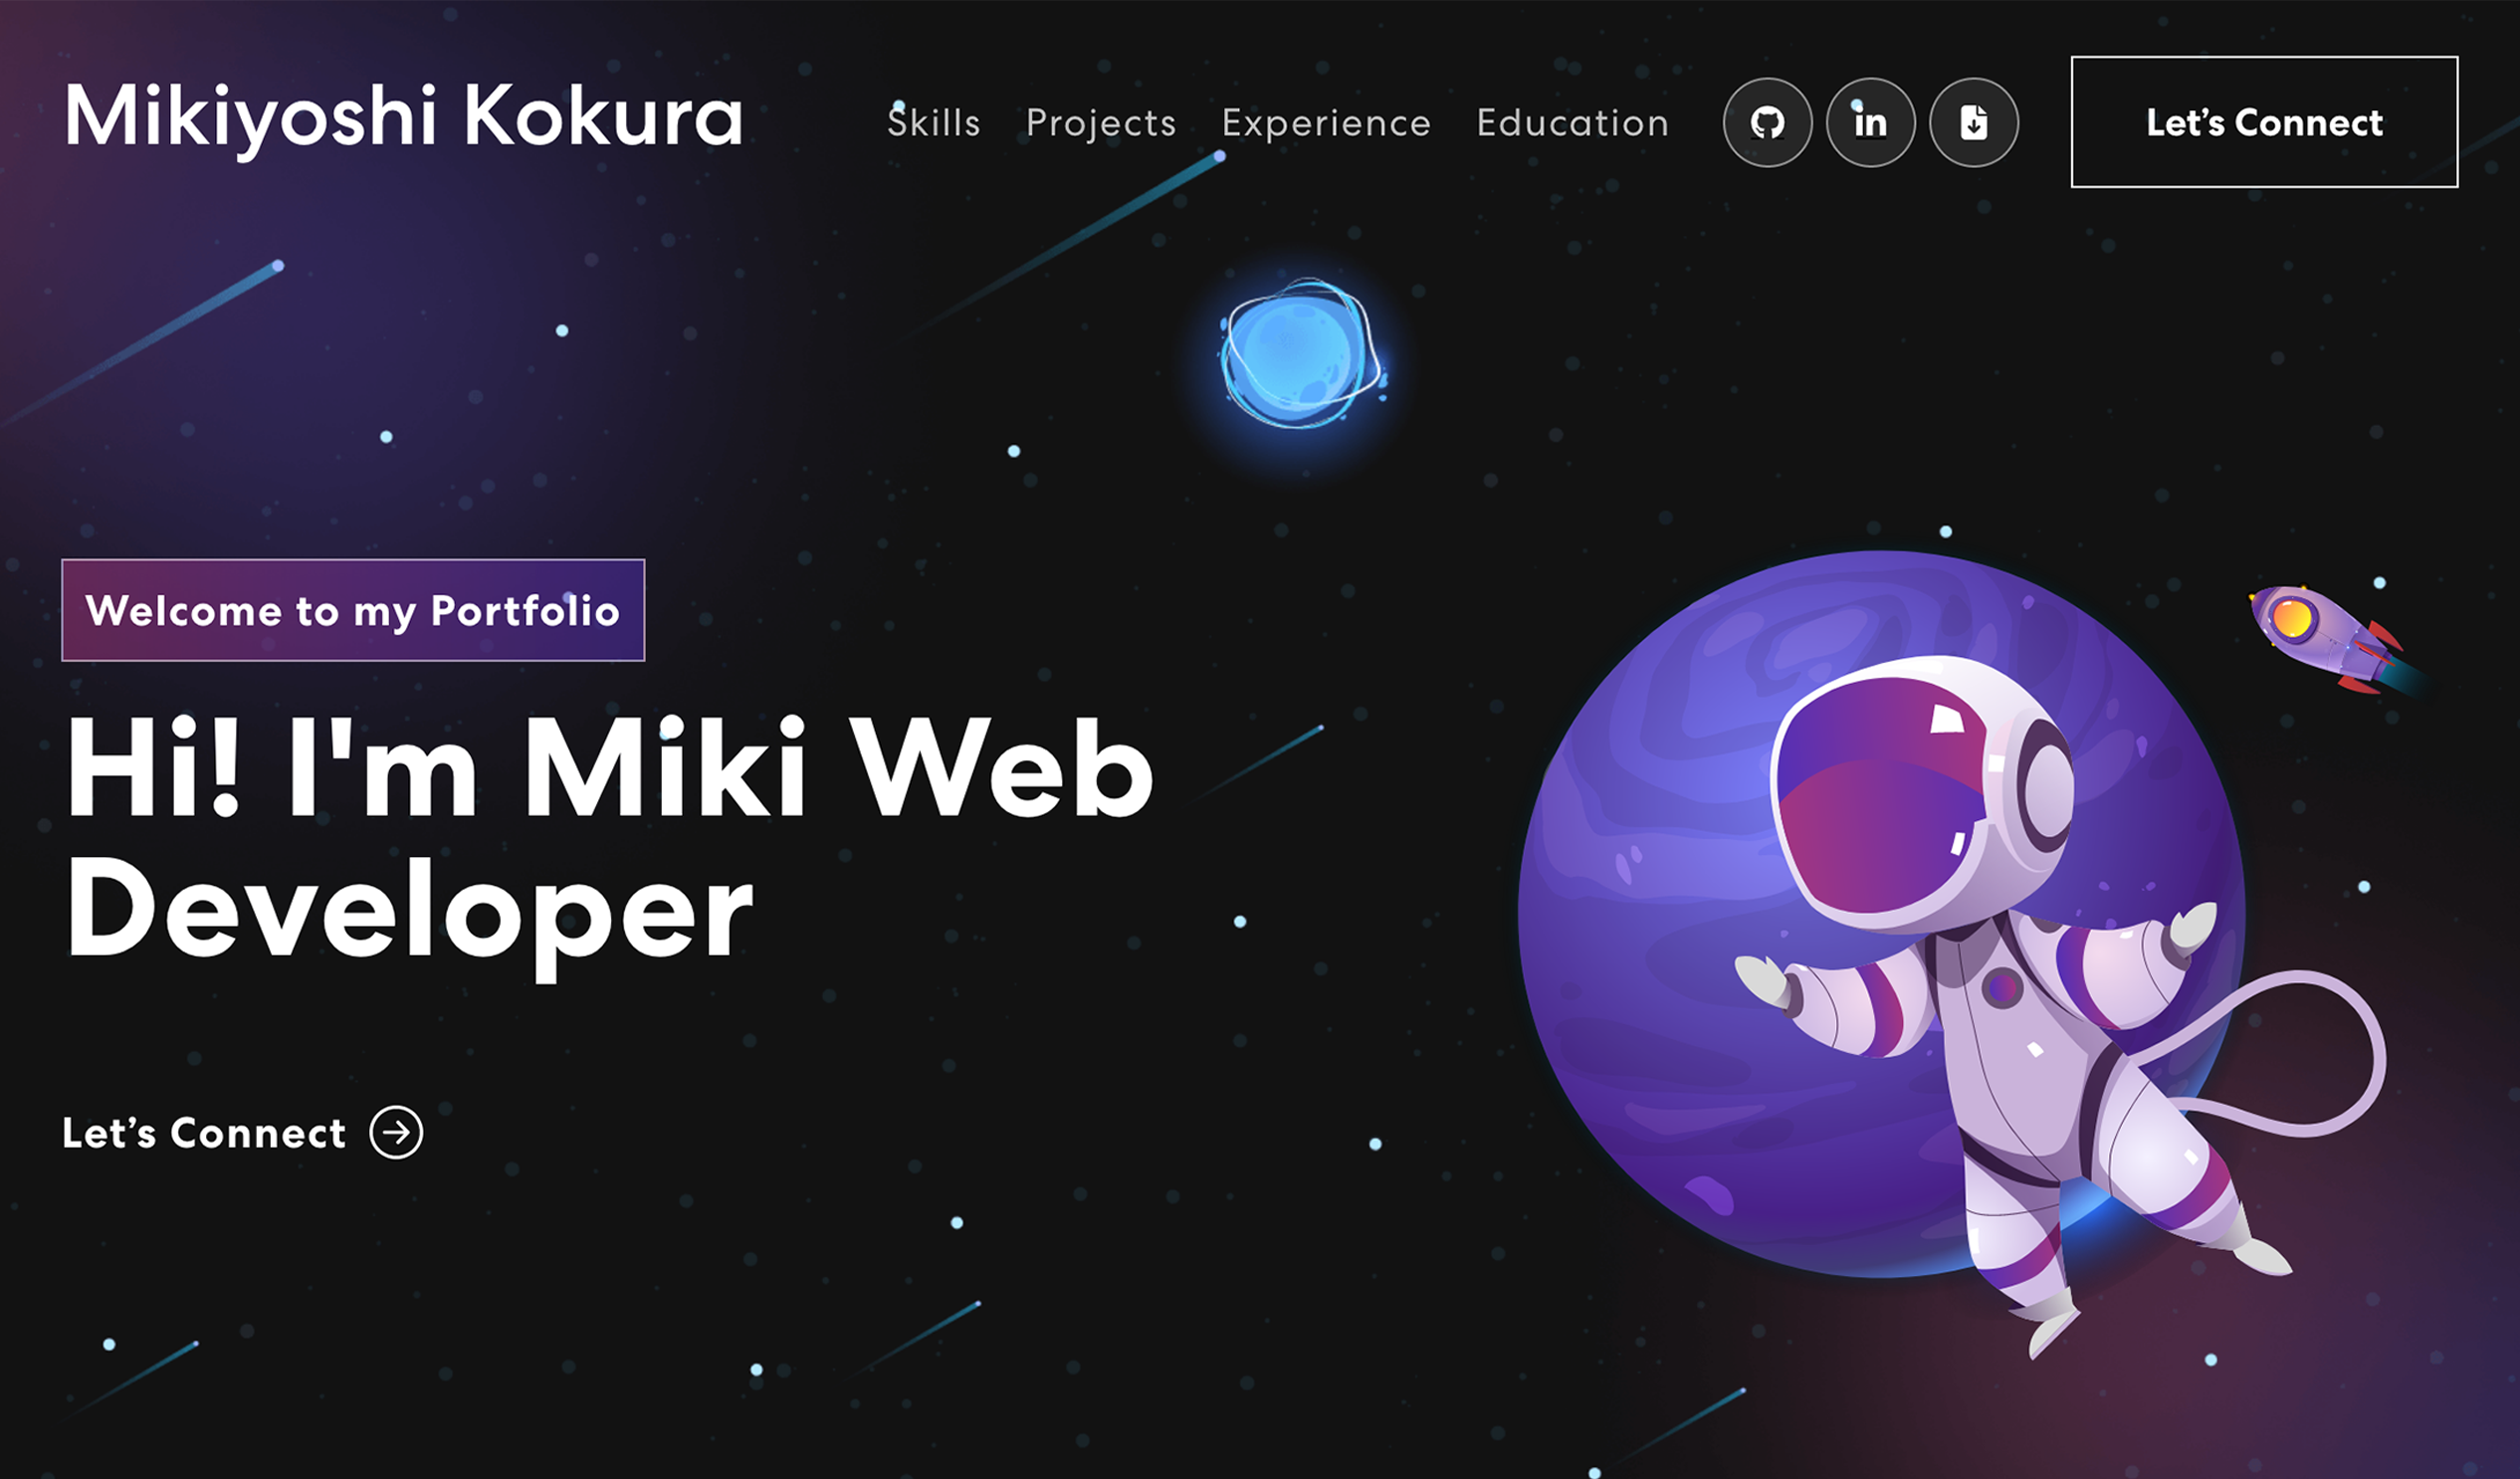 Mikiyoshi Kokura
Skills Projects Experience Education in Let’s Connect
Welcome to my Portfolio
Hi! I'm Miki Web
Developer
Let’s Connect